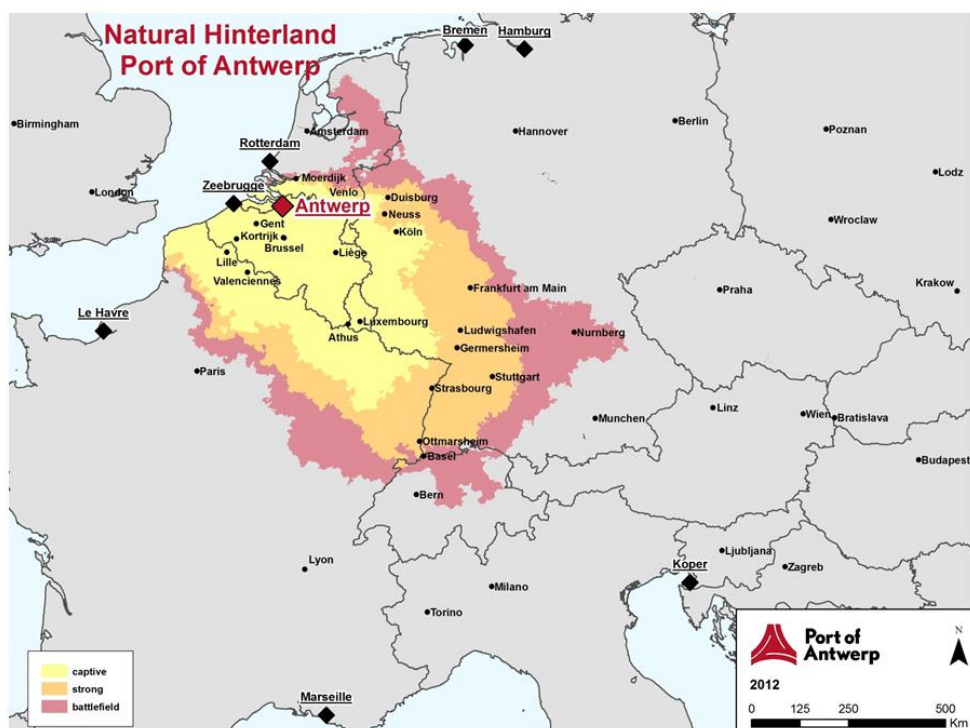 Natural Hinterland
Port of Antwerp
Bremen
Hamburg
Birmingham
Amsterdam
Hannover
Berlin
Poznan
Rotterdam
Lodz
Zeebrugge
Moerdijk
London
Venlo
Duisburg
Antwerp
Neuss
Wroclaw
Gent
Köln
Kortrijk
Brussel
Lille
Liège
Valenciennes
Frankfurt am Main
Praha
Krakow
Le Havre
Luxembourg
Athus
Ludwigshafen
Nurnberg
Germersheim
Paris
Stuttgart
Strasbourg
Linz
Wien
Bratislava
Munchen
Ottmarsheim
Basel
Budapest
Bern
Ljubljana
Lyon
Koper
Zagreb
Milano
Torino
captive
strong
battlefield
Marseille
Port of
Antwerp
N
2012
0 125 250 500
Km